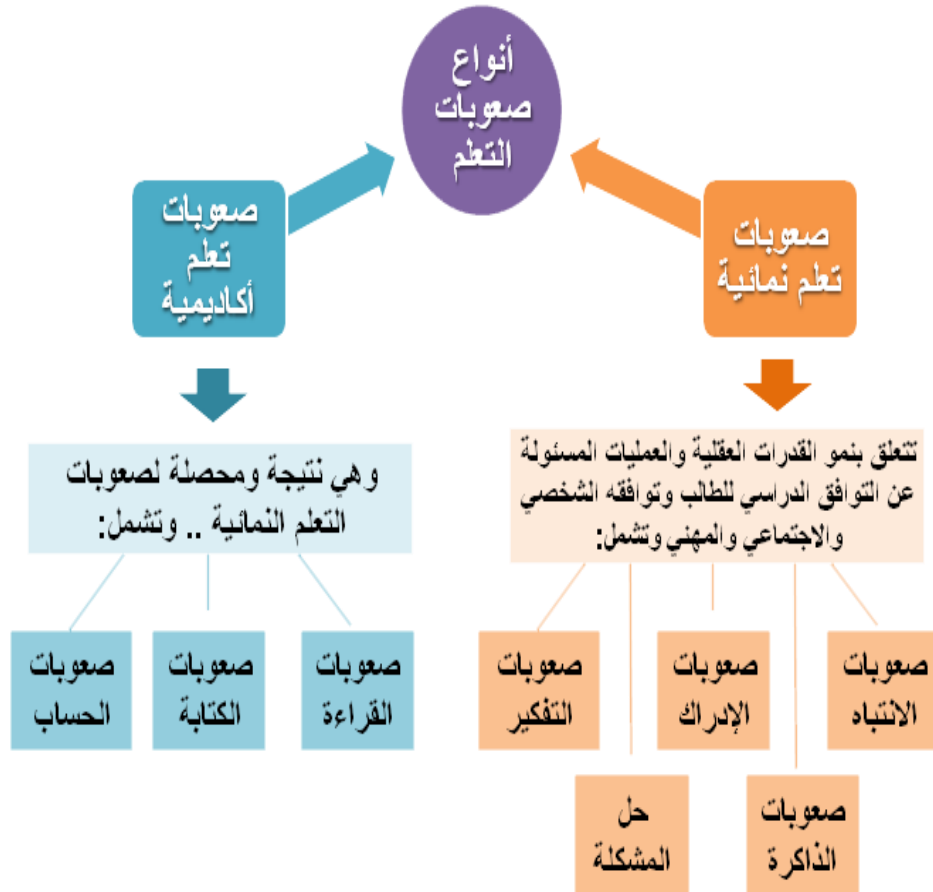 أنواع
صعوبات
التعلم
صعوبات
تعلم نمائية
صعوبات
تعلم
أكاديمية
تتعلق بنمو القدرات العقلية والعمليات المسئولة
عن التوافق الدراسي للطالب وتوافقه الشخصي
والاجتماعي والمهني وتشمل:
وهي نتيجة ومحصلة لصعوبات
التعلم النمائية .. وتشمل:
صعوبات
الانتباه
صعوبات
الإدراك
صعوبات
التفكير
صعوبات
الذاكرة
حل
المشكلة
صعوبات
القراءة
صعوبات
الكتابة
صعوبات
الحساب